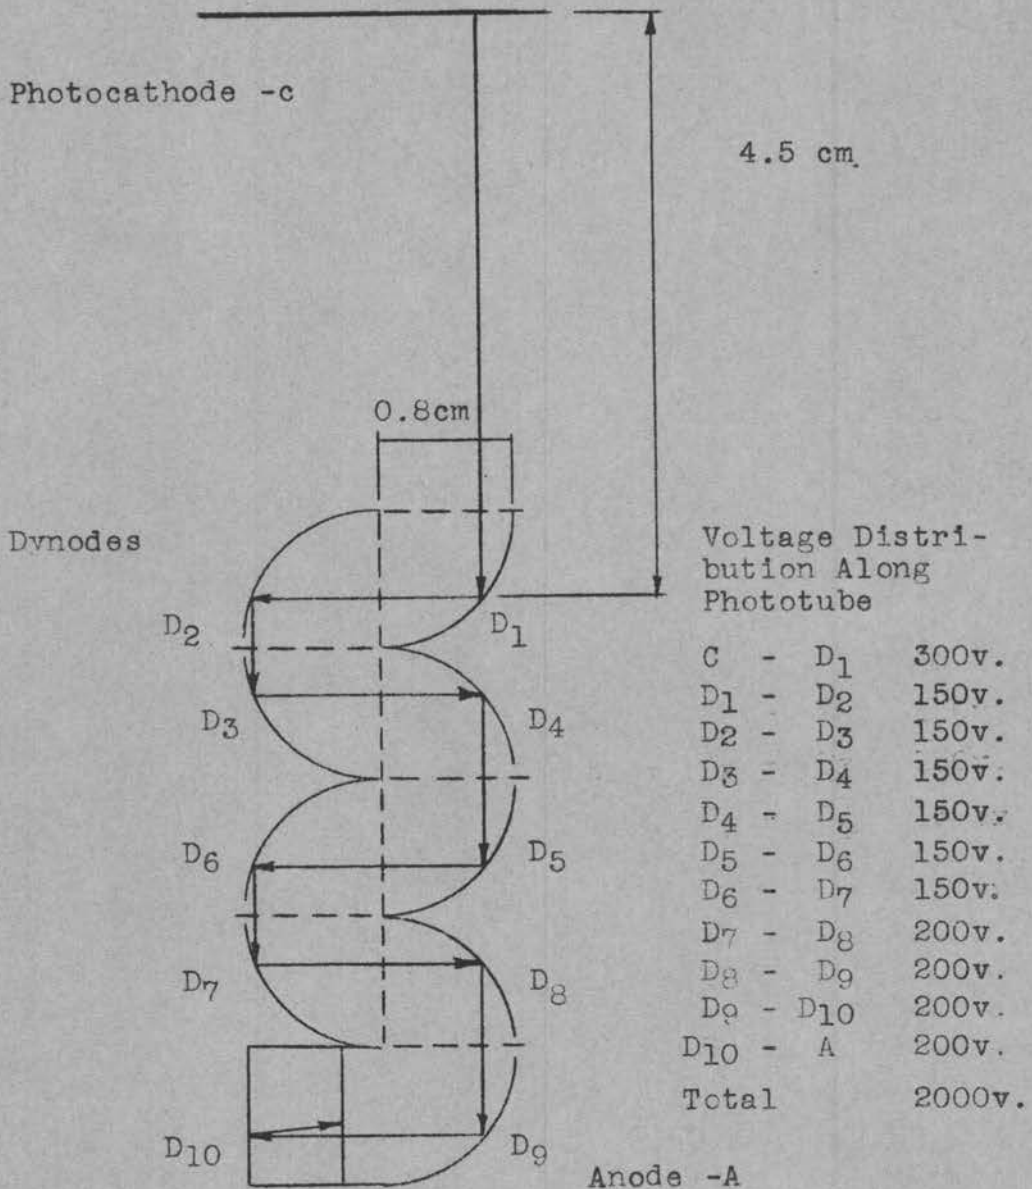 Photocathode -c
4.5 cm.
0.8cm
Dynodes
Voltage Distri-
bution Along
Phototube
D2
D1
C - D1 300v.
D1 - D2 150v.
D3
D4
D2 - D3 150v.
D3 - D4 150v.
D4 - D5 150v.
D6
D5
D5 - D6 150v.
D6 - D7 150v.
D7 - D8 200v.
D7
D8
D8 - D9 200v.
D9 - D10 200v.
D10 - A 200v.
Total 2000v.
D10
D9
Anode -A